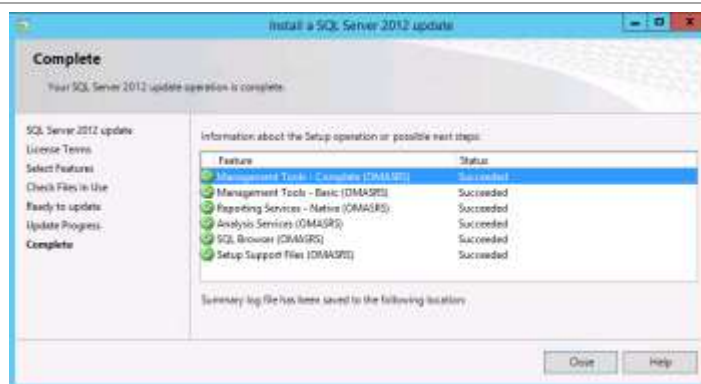 Install a SQL Server 2012 update
Complete
Your SQL Server 2012 update operation is complete.
SQL Server 2012 update
License Terms
Select Features
Check Files in Use
Ready to update
Update Progress
Complete
Information about the Setup operation or possible next steps:
Feature Status
Management Tools - Complete (OMASRS) Succeeded
Management Tools - Basic (OMASRS) Succeeded
Reporting Services - Native (OMASRS) Succeeded
Analysis Services (OMASRS) Succeeded
SQL Browser (OMASRS) Succeeded
Setup Support Files (OMASRS) Succeeded
Summary log file has been saved to the following location:
Close Help